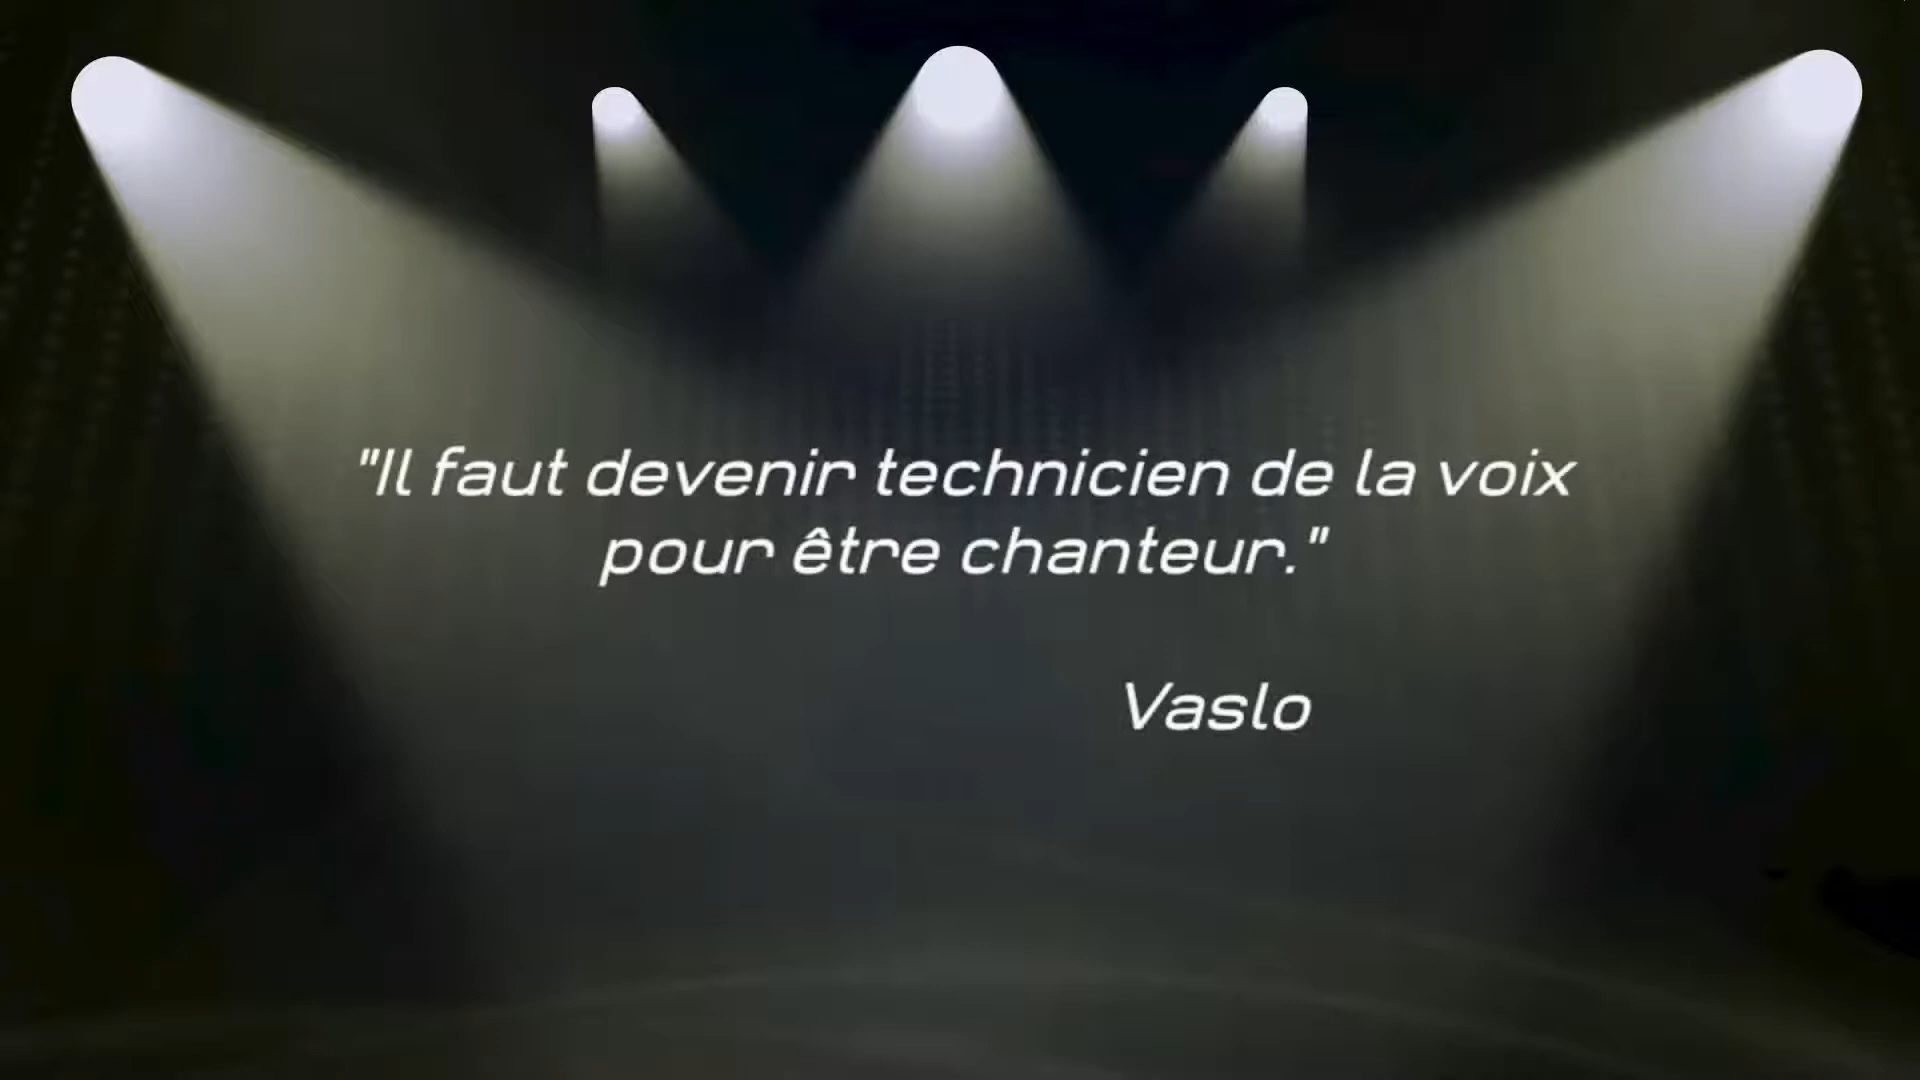 "Il faut devenir technicien de la voix
pour être chanteur."
Vaslo